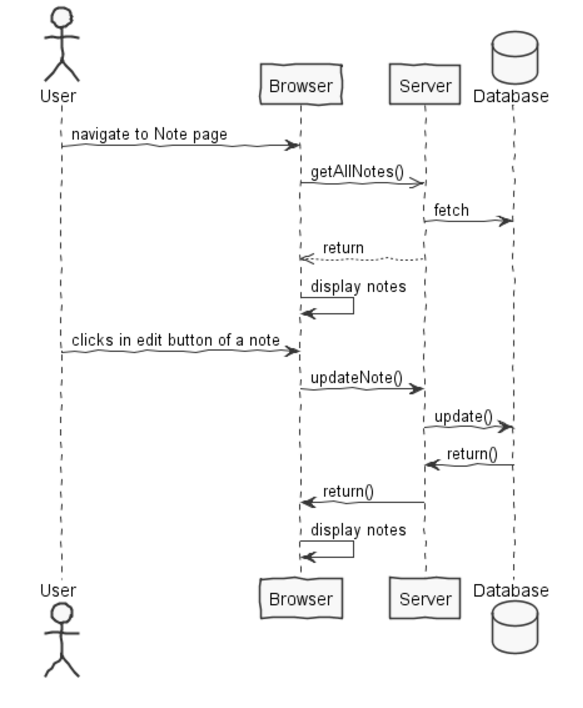 User
Browser
Server
Database
navigate to Note page
getAllNotes()
fetch
return
display notes
clicks in edit button of a note
updateNote()
update()
return()
return()
display notes
User
Browser
Server
Database